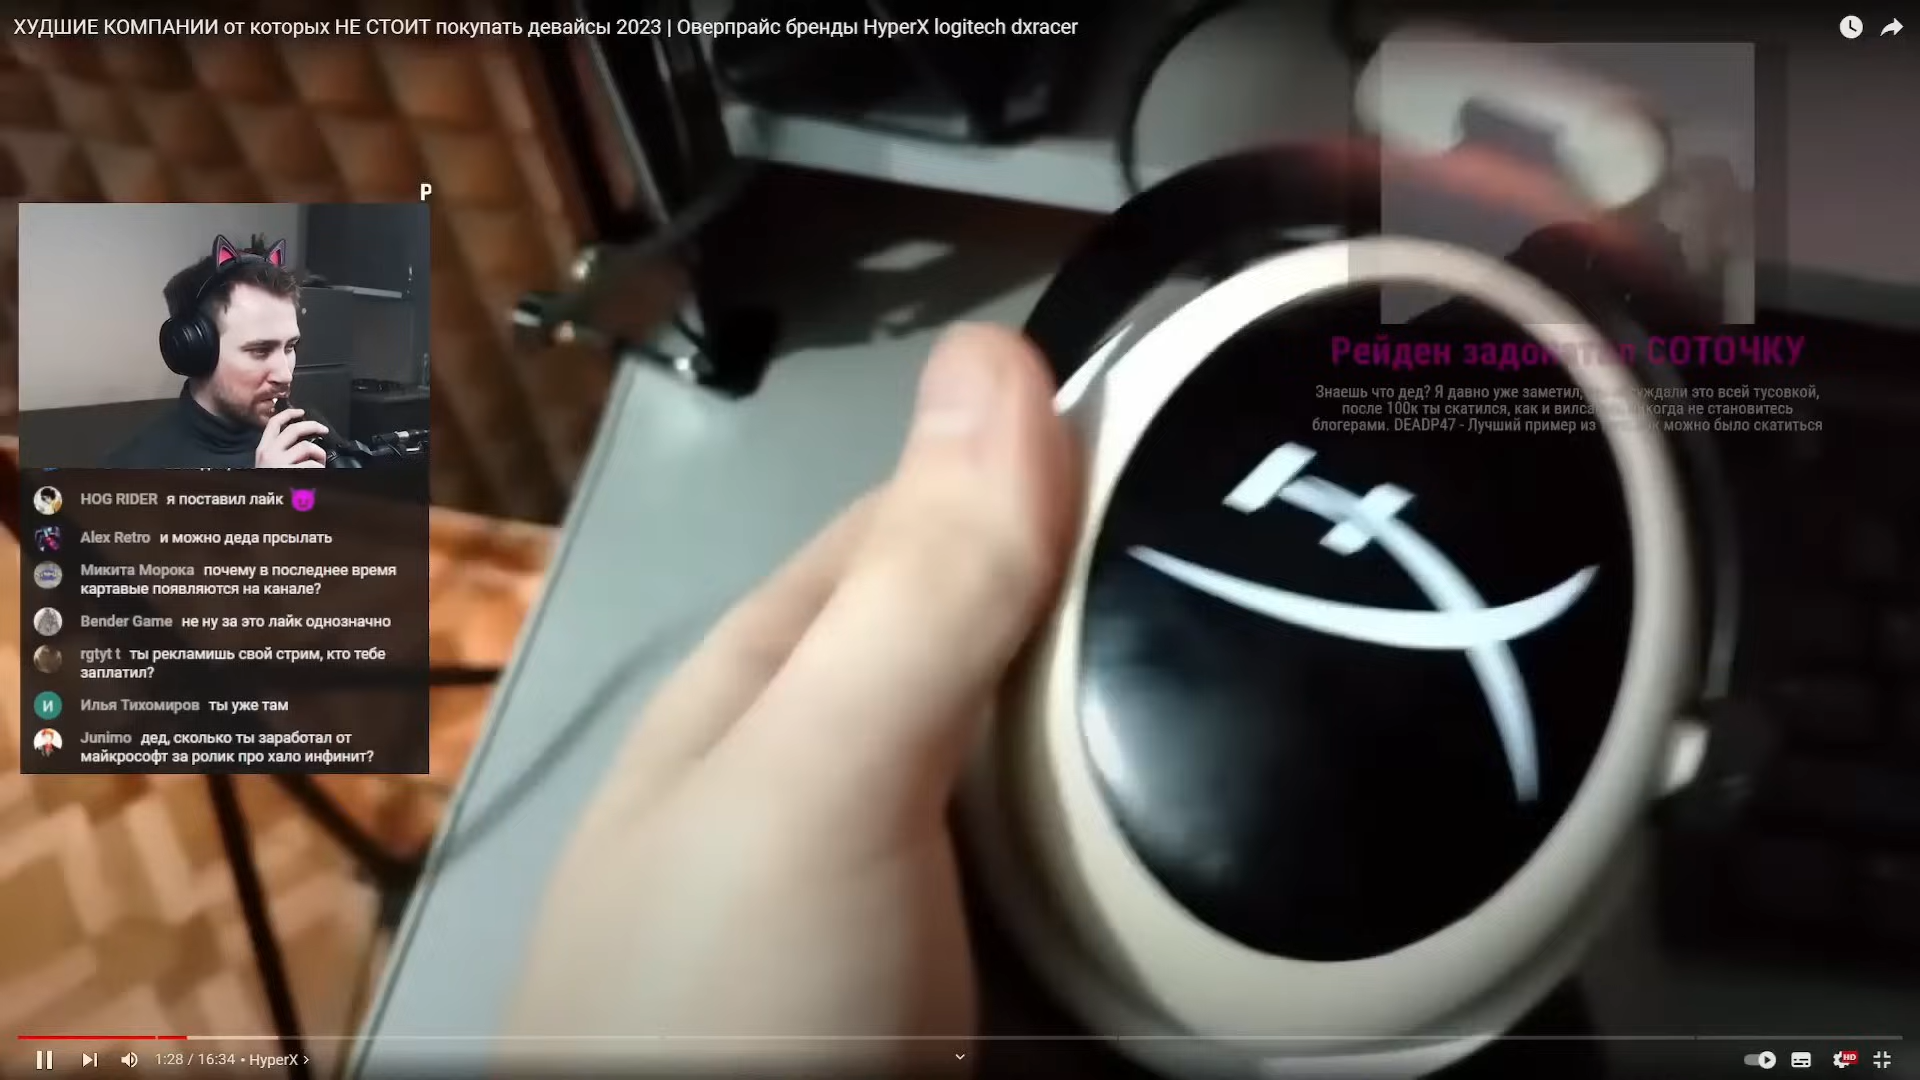 ХУДШИЕ КОМПАНИИ от которых НЕ СТОИТ покупать девайсы 2023 | Оверпрайс бренды HyperX logitech dxracer
P
HOG RIDER я поставил лайк 😈
Alex Retro и можно деда прсылать
Микита Морока почему в последнее время
картавые появляются на канале?
Bender Game не ну за это лайк однозначно
rgtyt t ты рекламишь свой стрим, кто тебе
заплатил?
И
Илья Тихомиров ты уже там
Junimo дед, сколько ты заработал от
майкрософт за ролик про хало инфинит?
Рейден задонатил СОТОЧКУ
Знаешь что дед? Я давно уже заметил, это всей тусовкой,
после 100к ты скатился, как и не становитесь
блогерами. DEADP47 - Лучший пример из можно было скатиться
1:28 / 16:34 • HyperX ›
HD